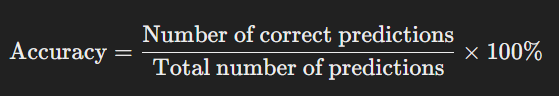 Accuracy = Number of correct predictions / Total number of predictions × 100%